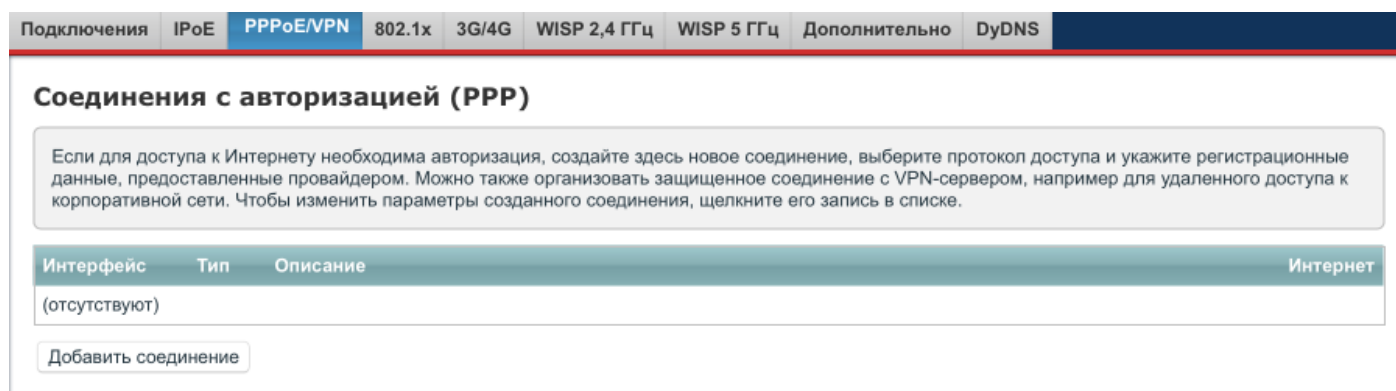 Подключения IPoE PPPoE/VPN 802.1x 3G/4G WISP 2,4 ГГц WISP 5 ГГц Дополнительно DyDNS
Соединения с авторизацией (PPP)
Если для доступа к Интернету необходима авторизация, создайте здесь новое соединение, выберите протокол доступа и укажите регистрационные
данные, предоставленные провайдером. Можно также организовать защищенное соединение с VPN-сервером, например для удаленного доступа к
корпоративной сети. Чтобы изменить параметры созданного соединения, щелкните его запись в списке.
Интерфейс Тип Описание Интернет
(отсутствуют)
Добавить соединение